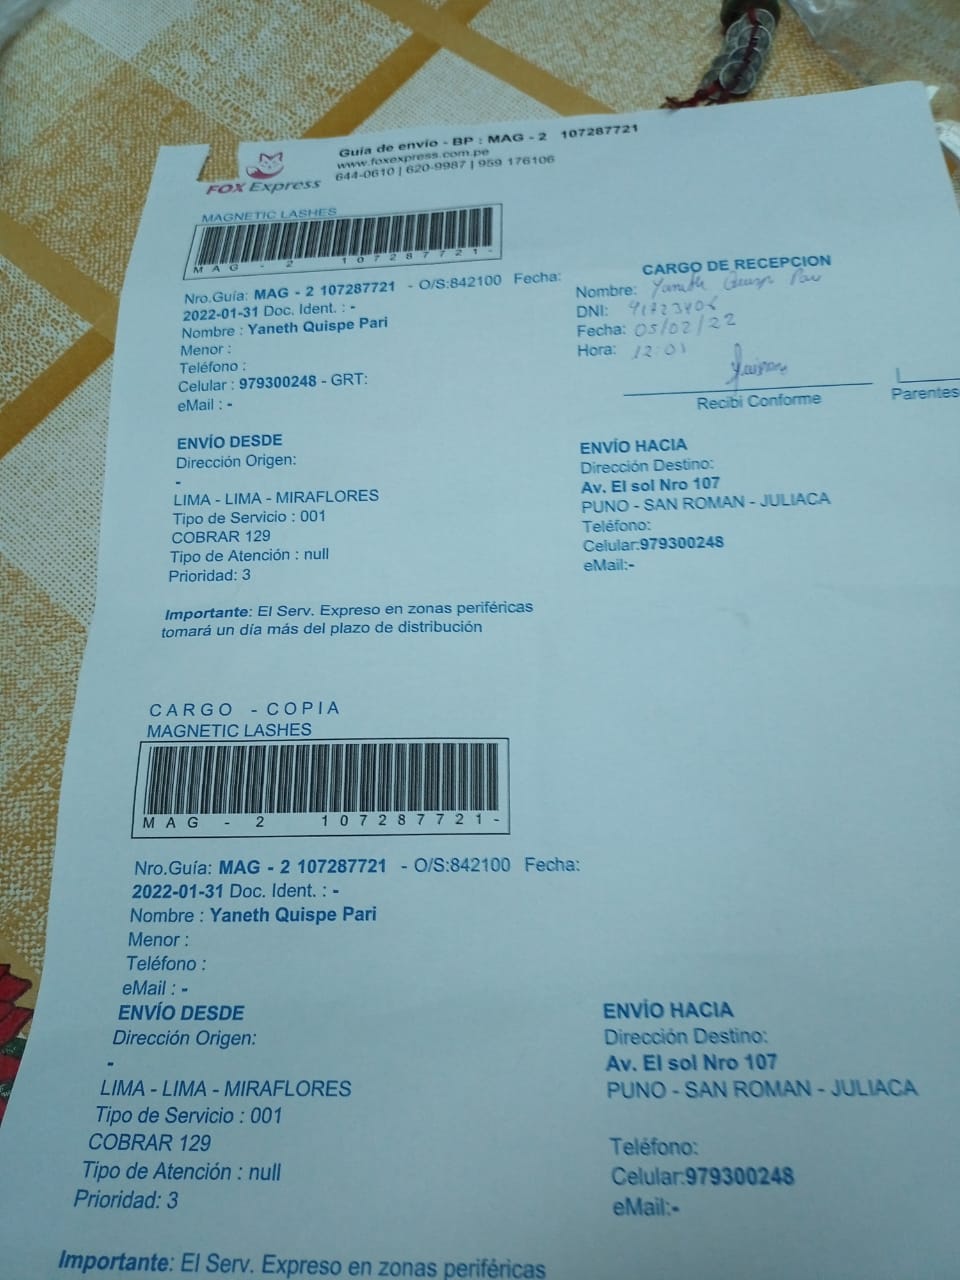 FOX Express
Guía de envío - BP : MAG - 2 107287721
www.foxexpress.com.pe
644-0610 | 620-9987 | 959 176106
MAGNETIC LASHES
MAG - 2 107287721-
Nro.Guía: MAG - 2 107287721 - O/S:842100 Fecha:
2022-01-31 Doc. Ident. : -
Nombre : Yaneth Quispe Pari
Menor :
Teléfono :
Celular : 979300248 - GRT:
eMail : -
CARGO DE RECEPCION
Nombre: Yaneth Quispe Pari
DNI:
Fecha: 05/02/22
Hora: 12:01
Recibi Conforme
Parentes
ENVÍO DESDE
Dirección Origen:
-
LIMA - LIMA - MIRAFLORES
Tipo de Servicio : 001
COBRAR 129
Tipo de Atención : null
Prioridad: 3
ENVÍO HACIA
Dirección Destino:
Av. El sol Nro 107
PUNO - SAN ROMAN - JULIACA
Teléfono:
Celular:979300248
eMail:-
Importante: El Serv. Expreso en zonas periféricas
tomará un día más del plazo de distribución
CARGO - COPIA
MAGNETIC LASHES
MAG - 2 107287721-
Nro.Guía: MAG - 2 107287721 - O/S:842100 Fecha:
2022-01-31 Doc. Ident. : -
Nombre : Yaneth Quispe Pari
Menor :
Teléfono :
eMail : -
ENVÍO DESDE
Dirección Origen:
-
LIMA - LIMA - MIRAFLORES
Tipo de Servicio : 001
COBRAR 129
Tipo de Atención : null
Prioridad: 3
ENVÍO HACIA
Dirección Destino:
Av. El sol Nro 107
PUNO - SAN ROMAN - JULIACA
Teléfono:
Celular:979300248
eMail:-
Importante: El Serv. Expreso en zonas periféricas